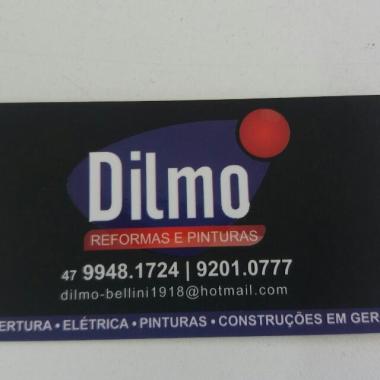 Dilmo
REFORMAS E PINTURAS
47 9948.1724 | 9201.0777
dilmo-bellini1918@hotmail.com
ERTURA • ELÉTRICA • PINTURAS • CONSTRUÇÕES EM GER